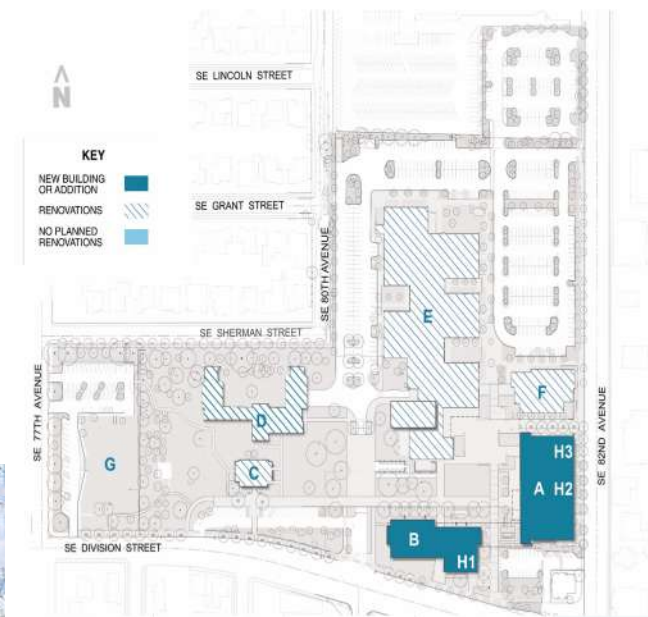 SE LINCOLN STREET
N
KEY
NEW BUILDING
OR ADDITION
RENOVATIONS
NO PLANNED
RENOVATIONS
SE GRANT STREET
SE 80TH AVENUE
E
SE SHERMAN STREET
SE 77TH AVENUE
F
D
SE 82ND AVENUE
H3
G
C
A H2
B
SE DIVISION STREET
H1